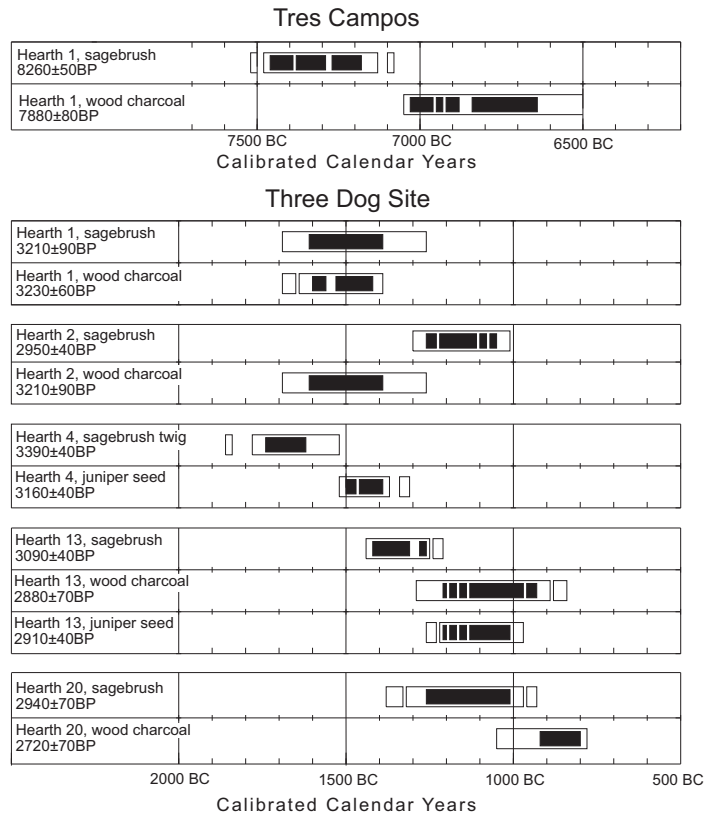 Tres Campos
Hearth 1, sagebrush
8260±50BP
Hearth 1, wood charcoal
7880±80BP
7500 BC 7000 BC 6500 BC
Calibrated Calendar Years
Three Dog Site
Hearth 1, sagebrush
3210±90BP
Hearth 1, wood charcoal
3230±60BP
Hearth 2, sagebrush
2950±40BP
Hearth 2, wood charcoal
3210±90BP
Hearth 4, sagebrush twig
3390±40BP
Hearth 4, juniper seed
3160±40BP
Hearth 13, sagebrush
3090±40BP
Hearth 13, wood charcoal
2880±70BP
Hearth 13, juniper seed
2910±40BP
Hearth 20, sagebrush
2940±70BP
Hearth 20, wood charcoal
2720±70BP
2000 BC 1500 BC 1000 BC 500 BC
Calibrated Calendar Years